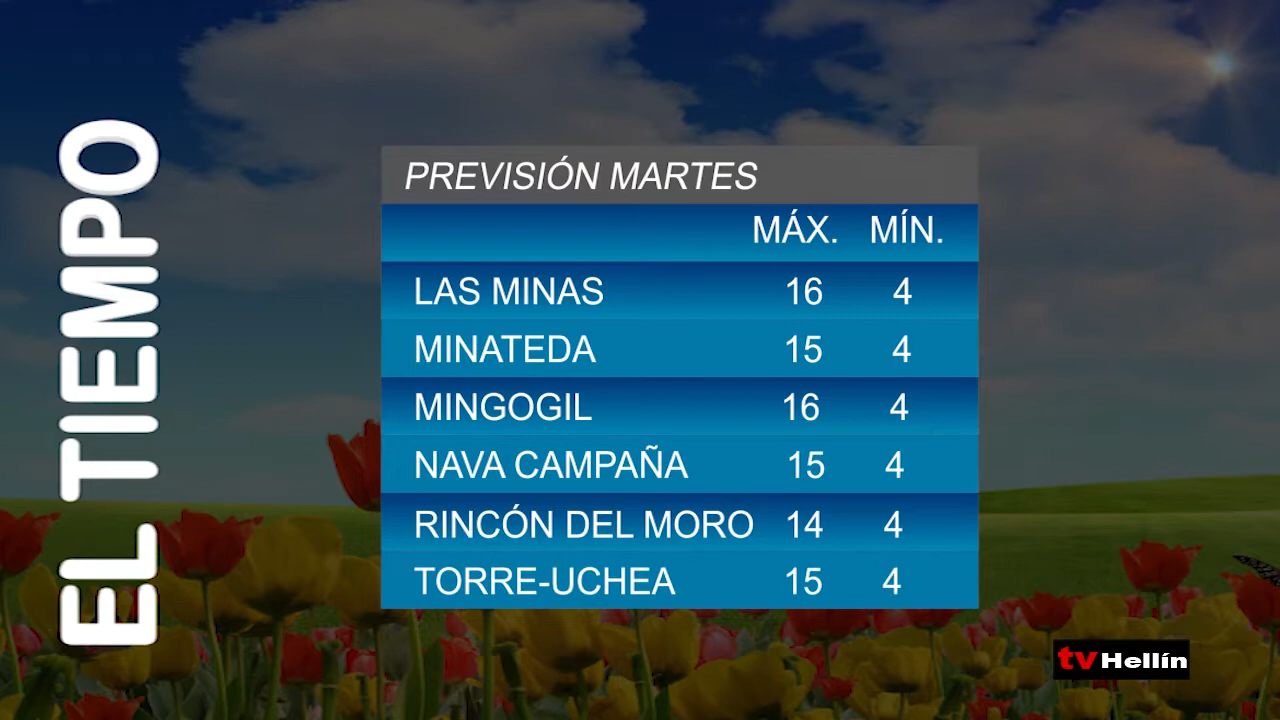 EL TIEMPO
PREVISIÓN MARTES
MÁX. MÍN.
LAS MINAS 16 4
MINATEDA 15 4
MINGOGIL 16 4
NAVA CAMPAÑA 15 4
RINCÓN DEL MORO 14 4
TORRE-UCHEA 15 4
tv Hellín